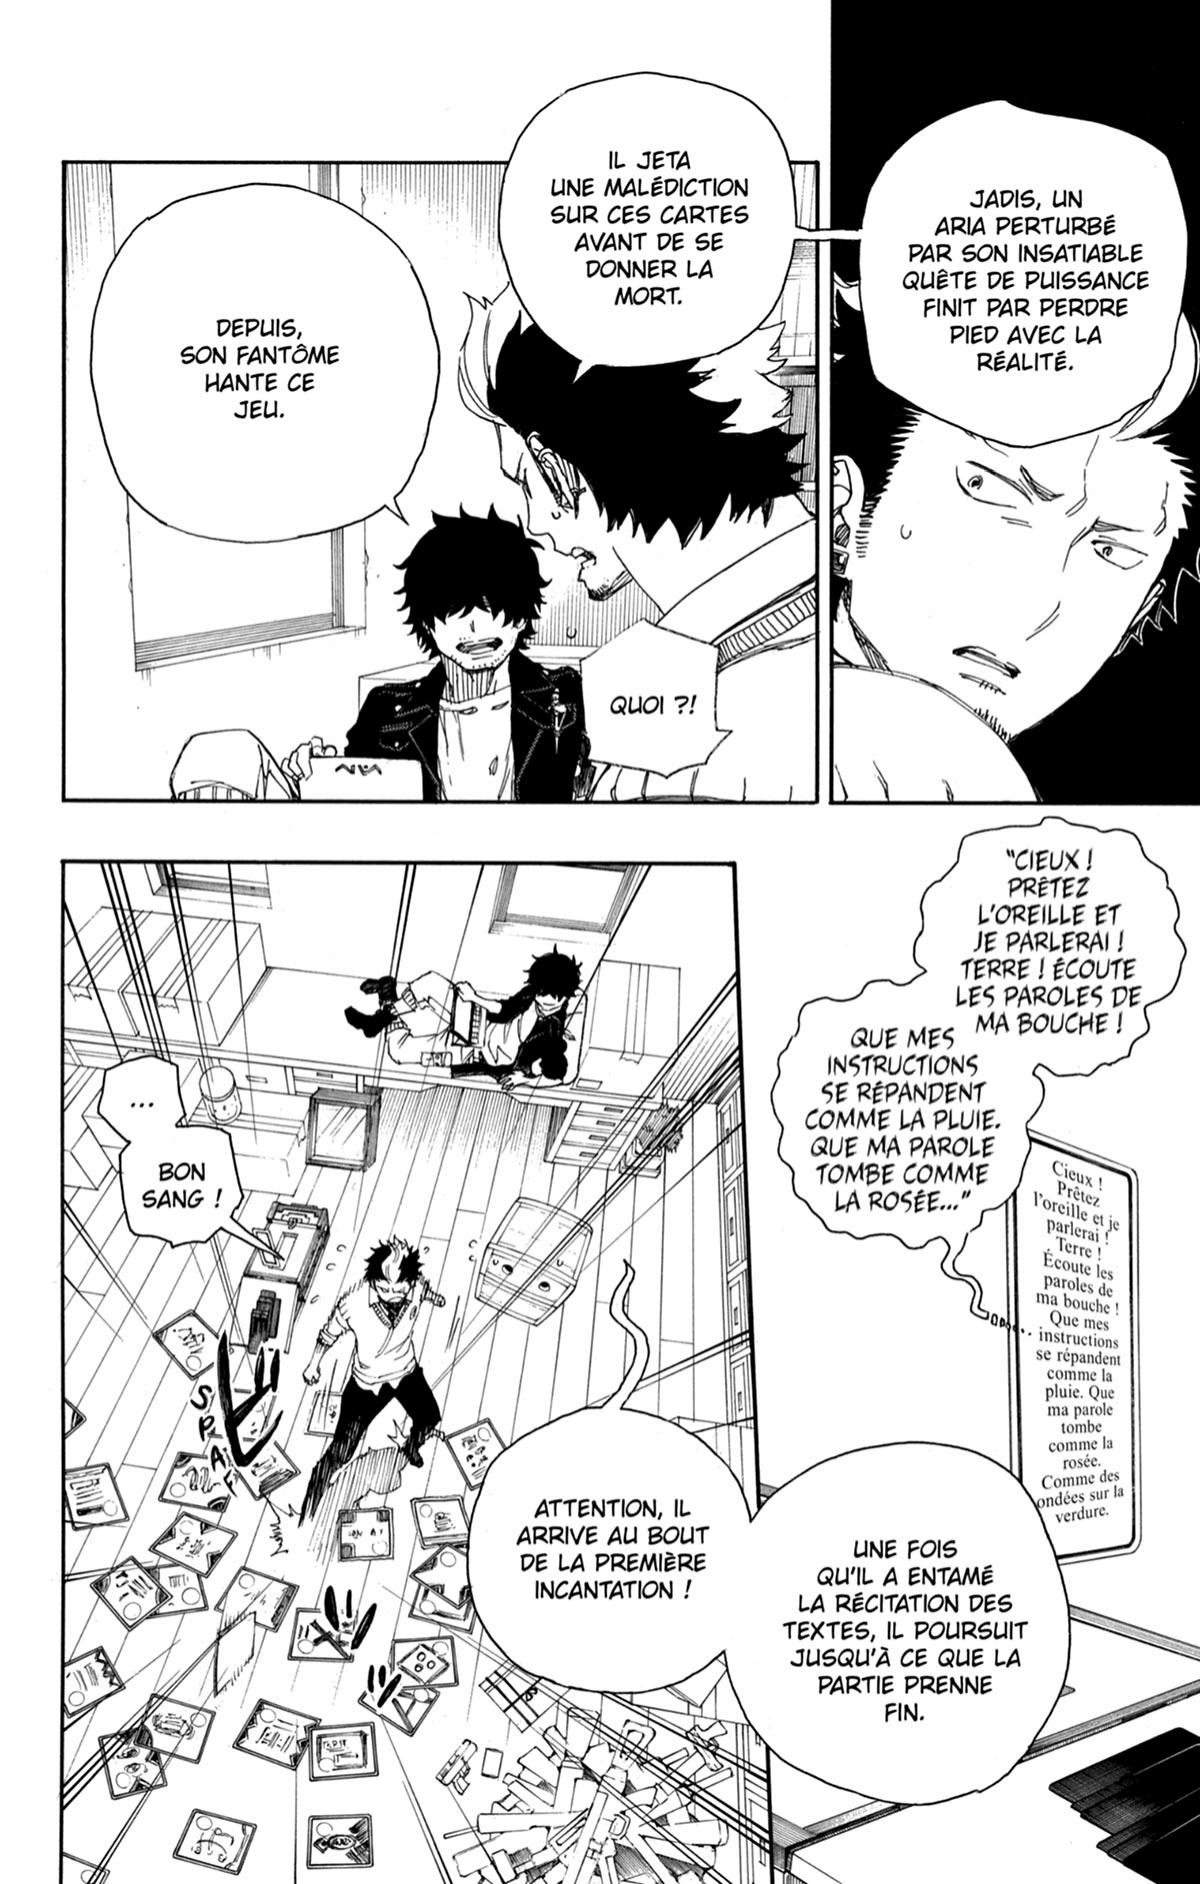 JADIS, UN
ARIA PERTURBÉ
PAR SON INSATIABLE
QUÊTE DE PUISSANCE
FINIT PAR PERDRE
PIED AVEC LA
RÉALITÉ.
IL JETA
UNE MALÉDICTION
SUR CES CARTES
AVANT DE SE
DONNER LA
MORT.
DEPUIS,
SON FANTÔME
HANTE CE
JEU.
QUOI ?!
"CIEUX !
PRÊTEZ
L'OREILLE ET
JE PARLERAI !
TERRE ! ÉCOUTE
LES PAROLES DE
MA BOUCHE !
QUE MES
INSTRUCTIONS
SE RÉPANDENT
COMME LA PLUIE.
QUE MA PAROLE
TOMBE COMME
LA ROSÉE..."
Cieux !
Prêtez
l'oreille et je
parlerai !
Terre !
Écoute les
paroles de
ma bouche !
Que mes
instructions
se répandent
comme la
pluie. Que
ma parole
tombe
comme la
rosée.
Comme des
ondées sur la
verdure.
UNE FOIS
QU'IL A ENTAMÉ
LA RÉCITATION DES
TEXTES, IL POURSUIT
JUSQU'À CE QUE LA
PARTIE PRENNE
FIN.
ATTENTION, IL
ARRIVE AU BOUT
DE LA PREMIÈRE
INCANTATION !
...
BON
SANG !
SPAF